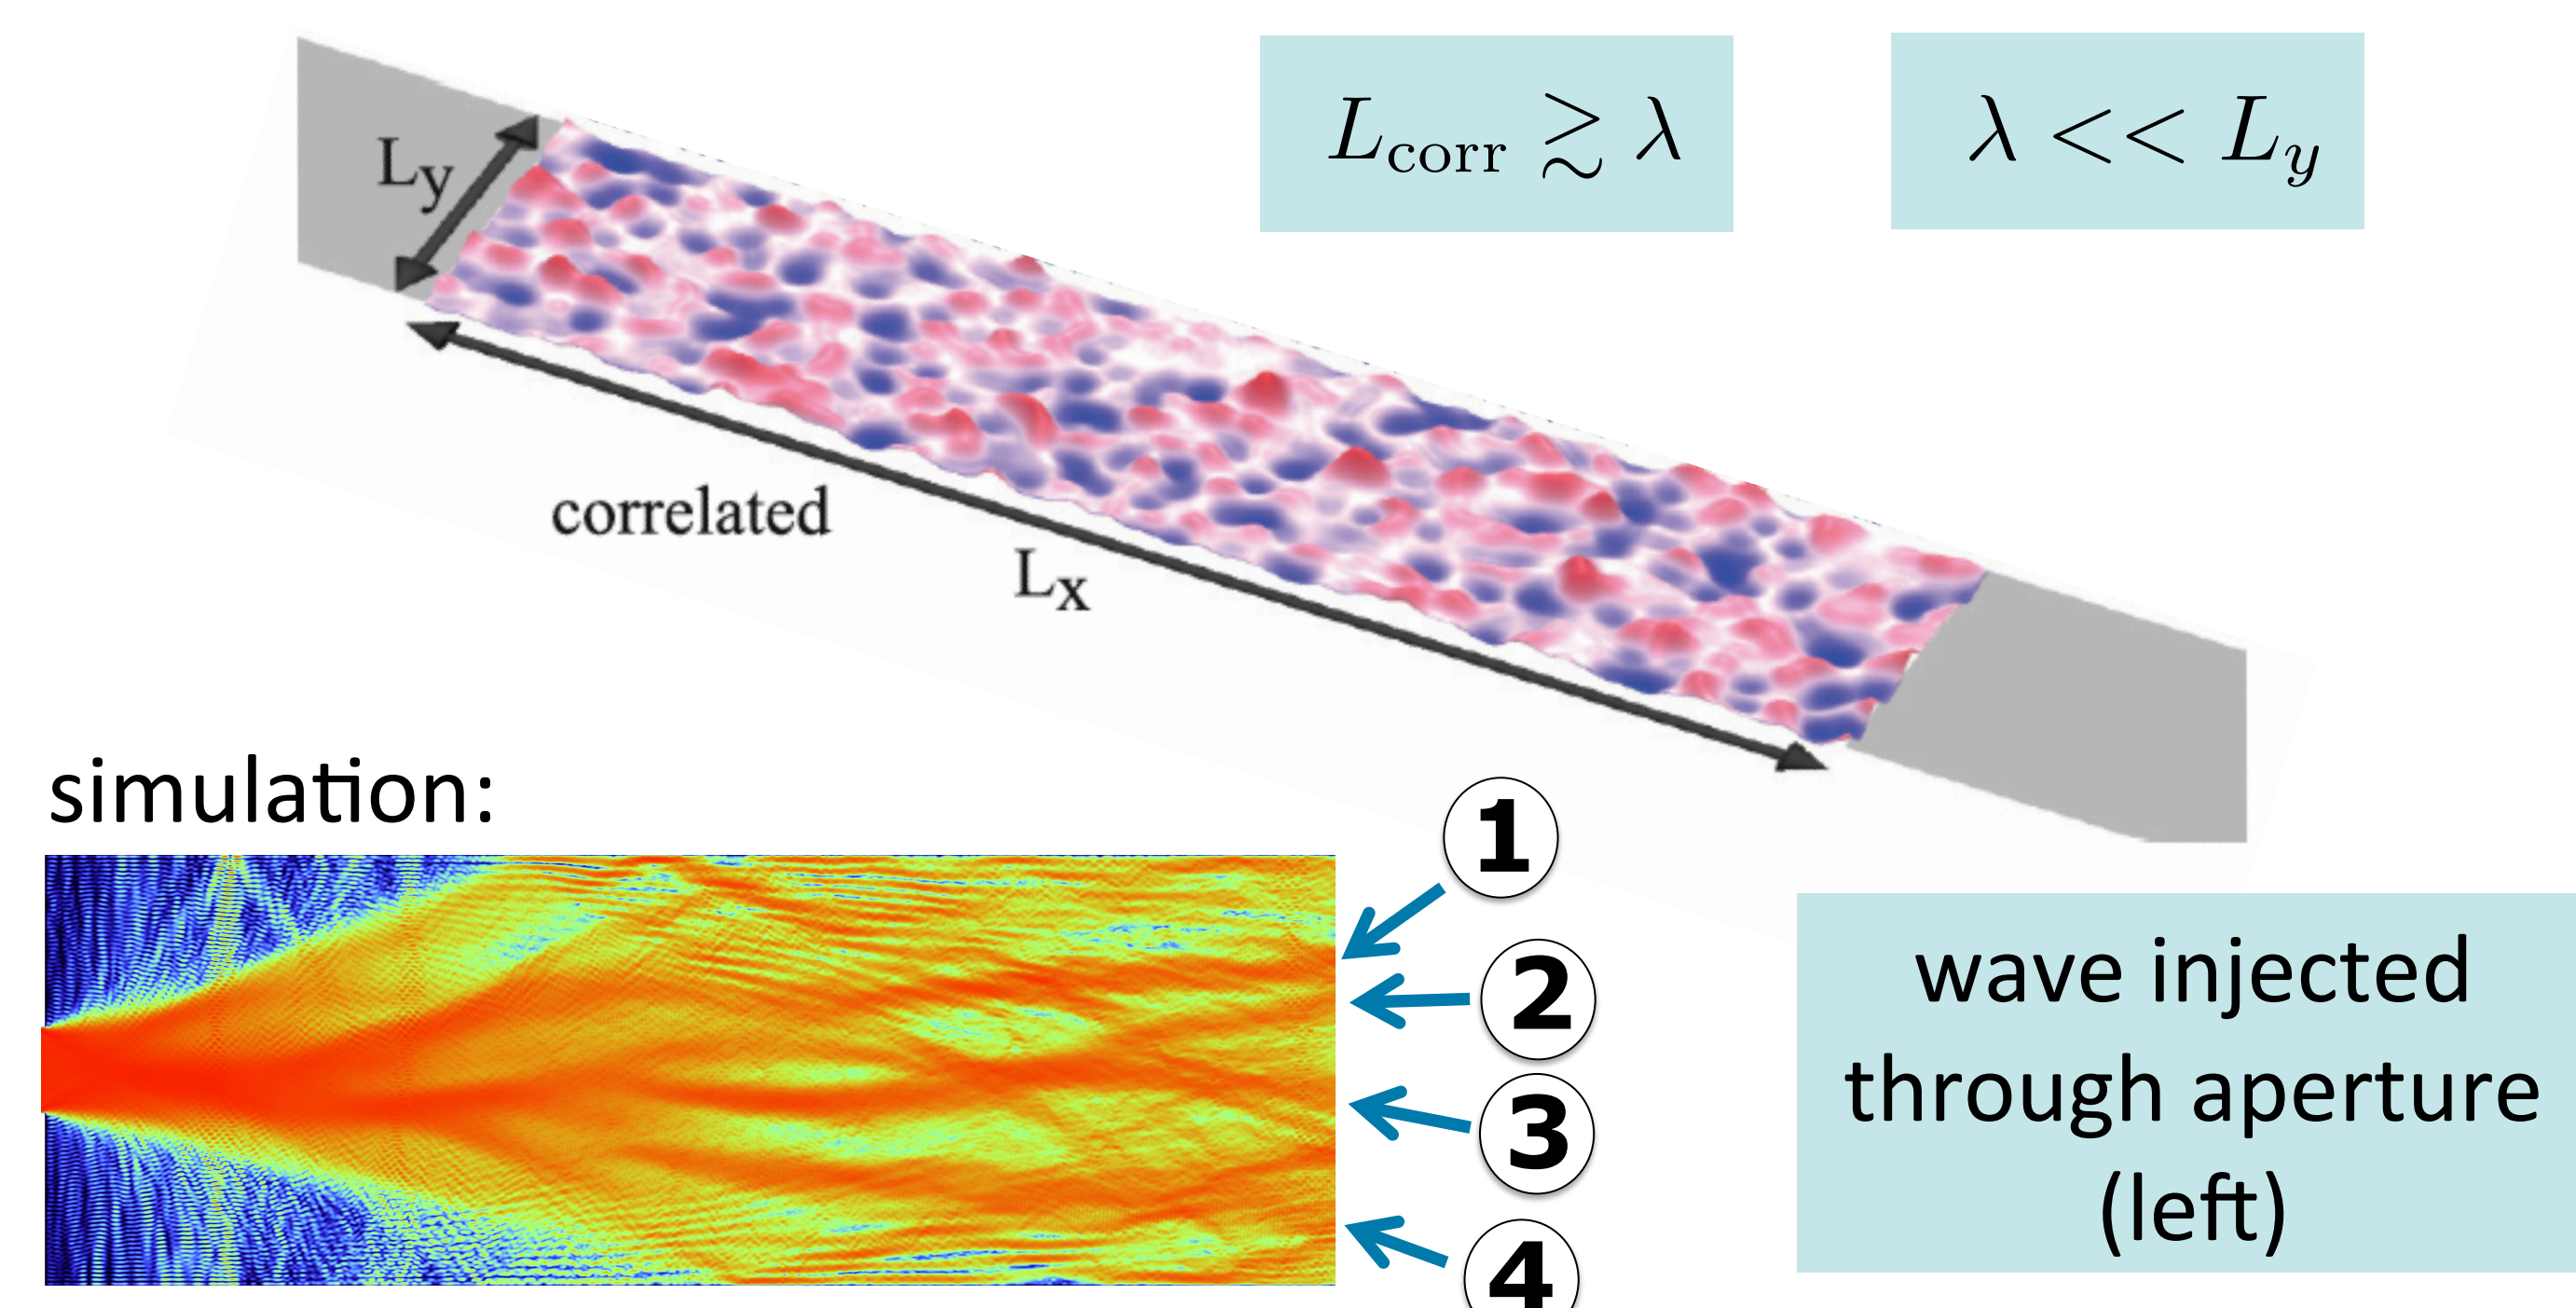 L_corr ≳ λ
λ << L_y
Ly
correlated
Lx
simulation:
1
2
3
4
wave injected
through aperture
(left)